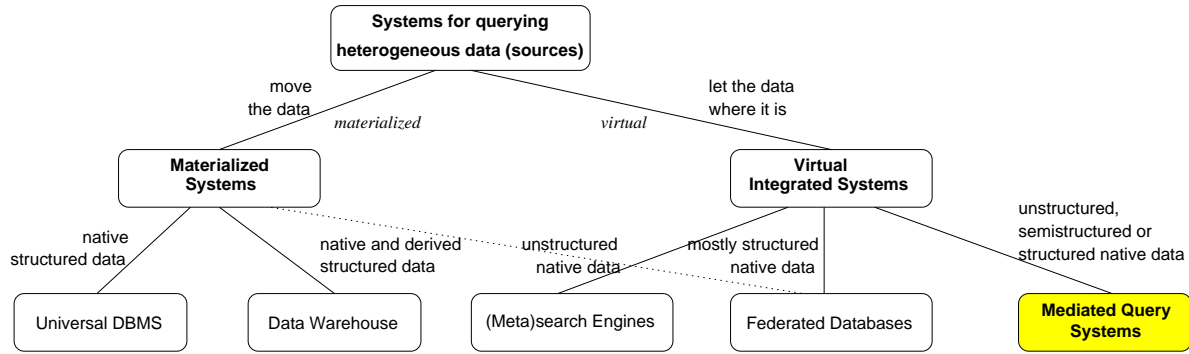 Systems for querying
heterogeneous data (sources)
move
the data
materialized
virtual
let the data
where it is
Materialized
Systems
Virtual
Integrated Systems
native
structured data
native and derived
structured data
unstructured
native data
mostly structured
native data
unstructured,
semistructured or
structured native data
Universal DBMS
Data Warehouse
(Meta)search Engines
Federated Databases
Mediated Query
Systems